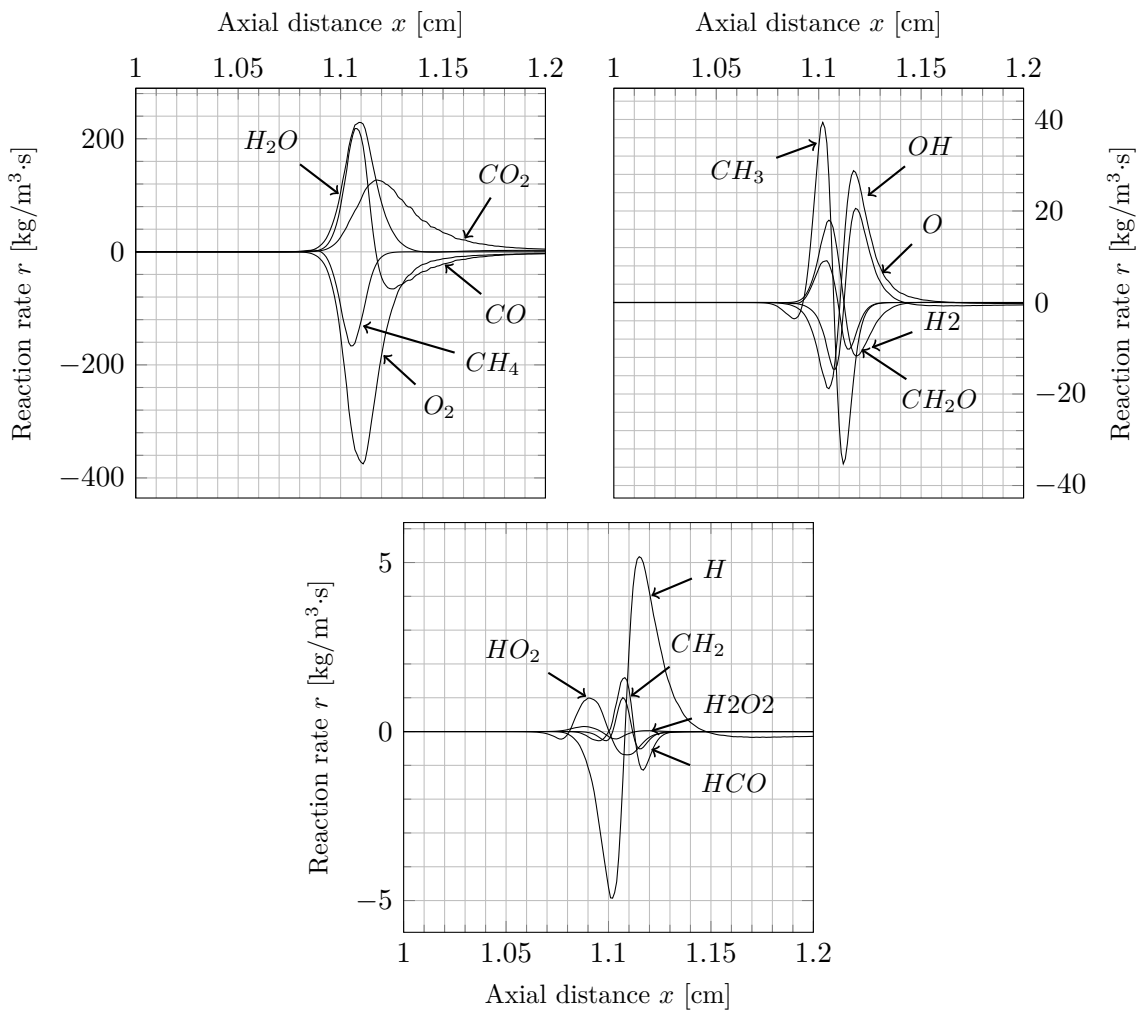 Axial distance x [cm]
Axial distance x [cm]
1 1.05 1.1 1.15 1.2
1 1.05 1.1 1.15 1.2
Reaction rate r [kg/m³·s]
200
0
−200
−400
H₂O
CO₂
CO
CH₄
O₂
CH₃
OH
O
H2
CH₂O
40
20
0
−20
−40
Reaction rate r [kg/m³·s]
Reaction rate r [kg/m³·s]
5
0
−5
H
HO₂
CH₂
H2O2
HCO
1 1.05 1.1 1.15 1.2
Axial distance x [cm]